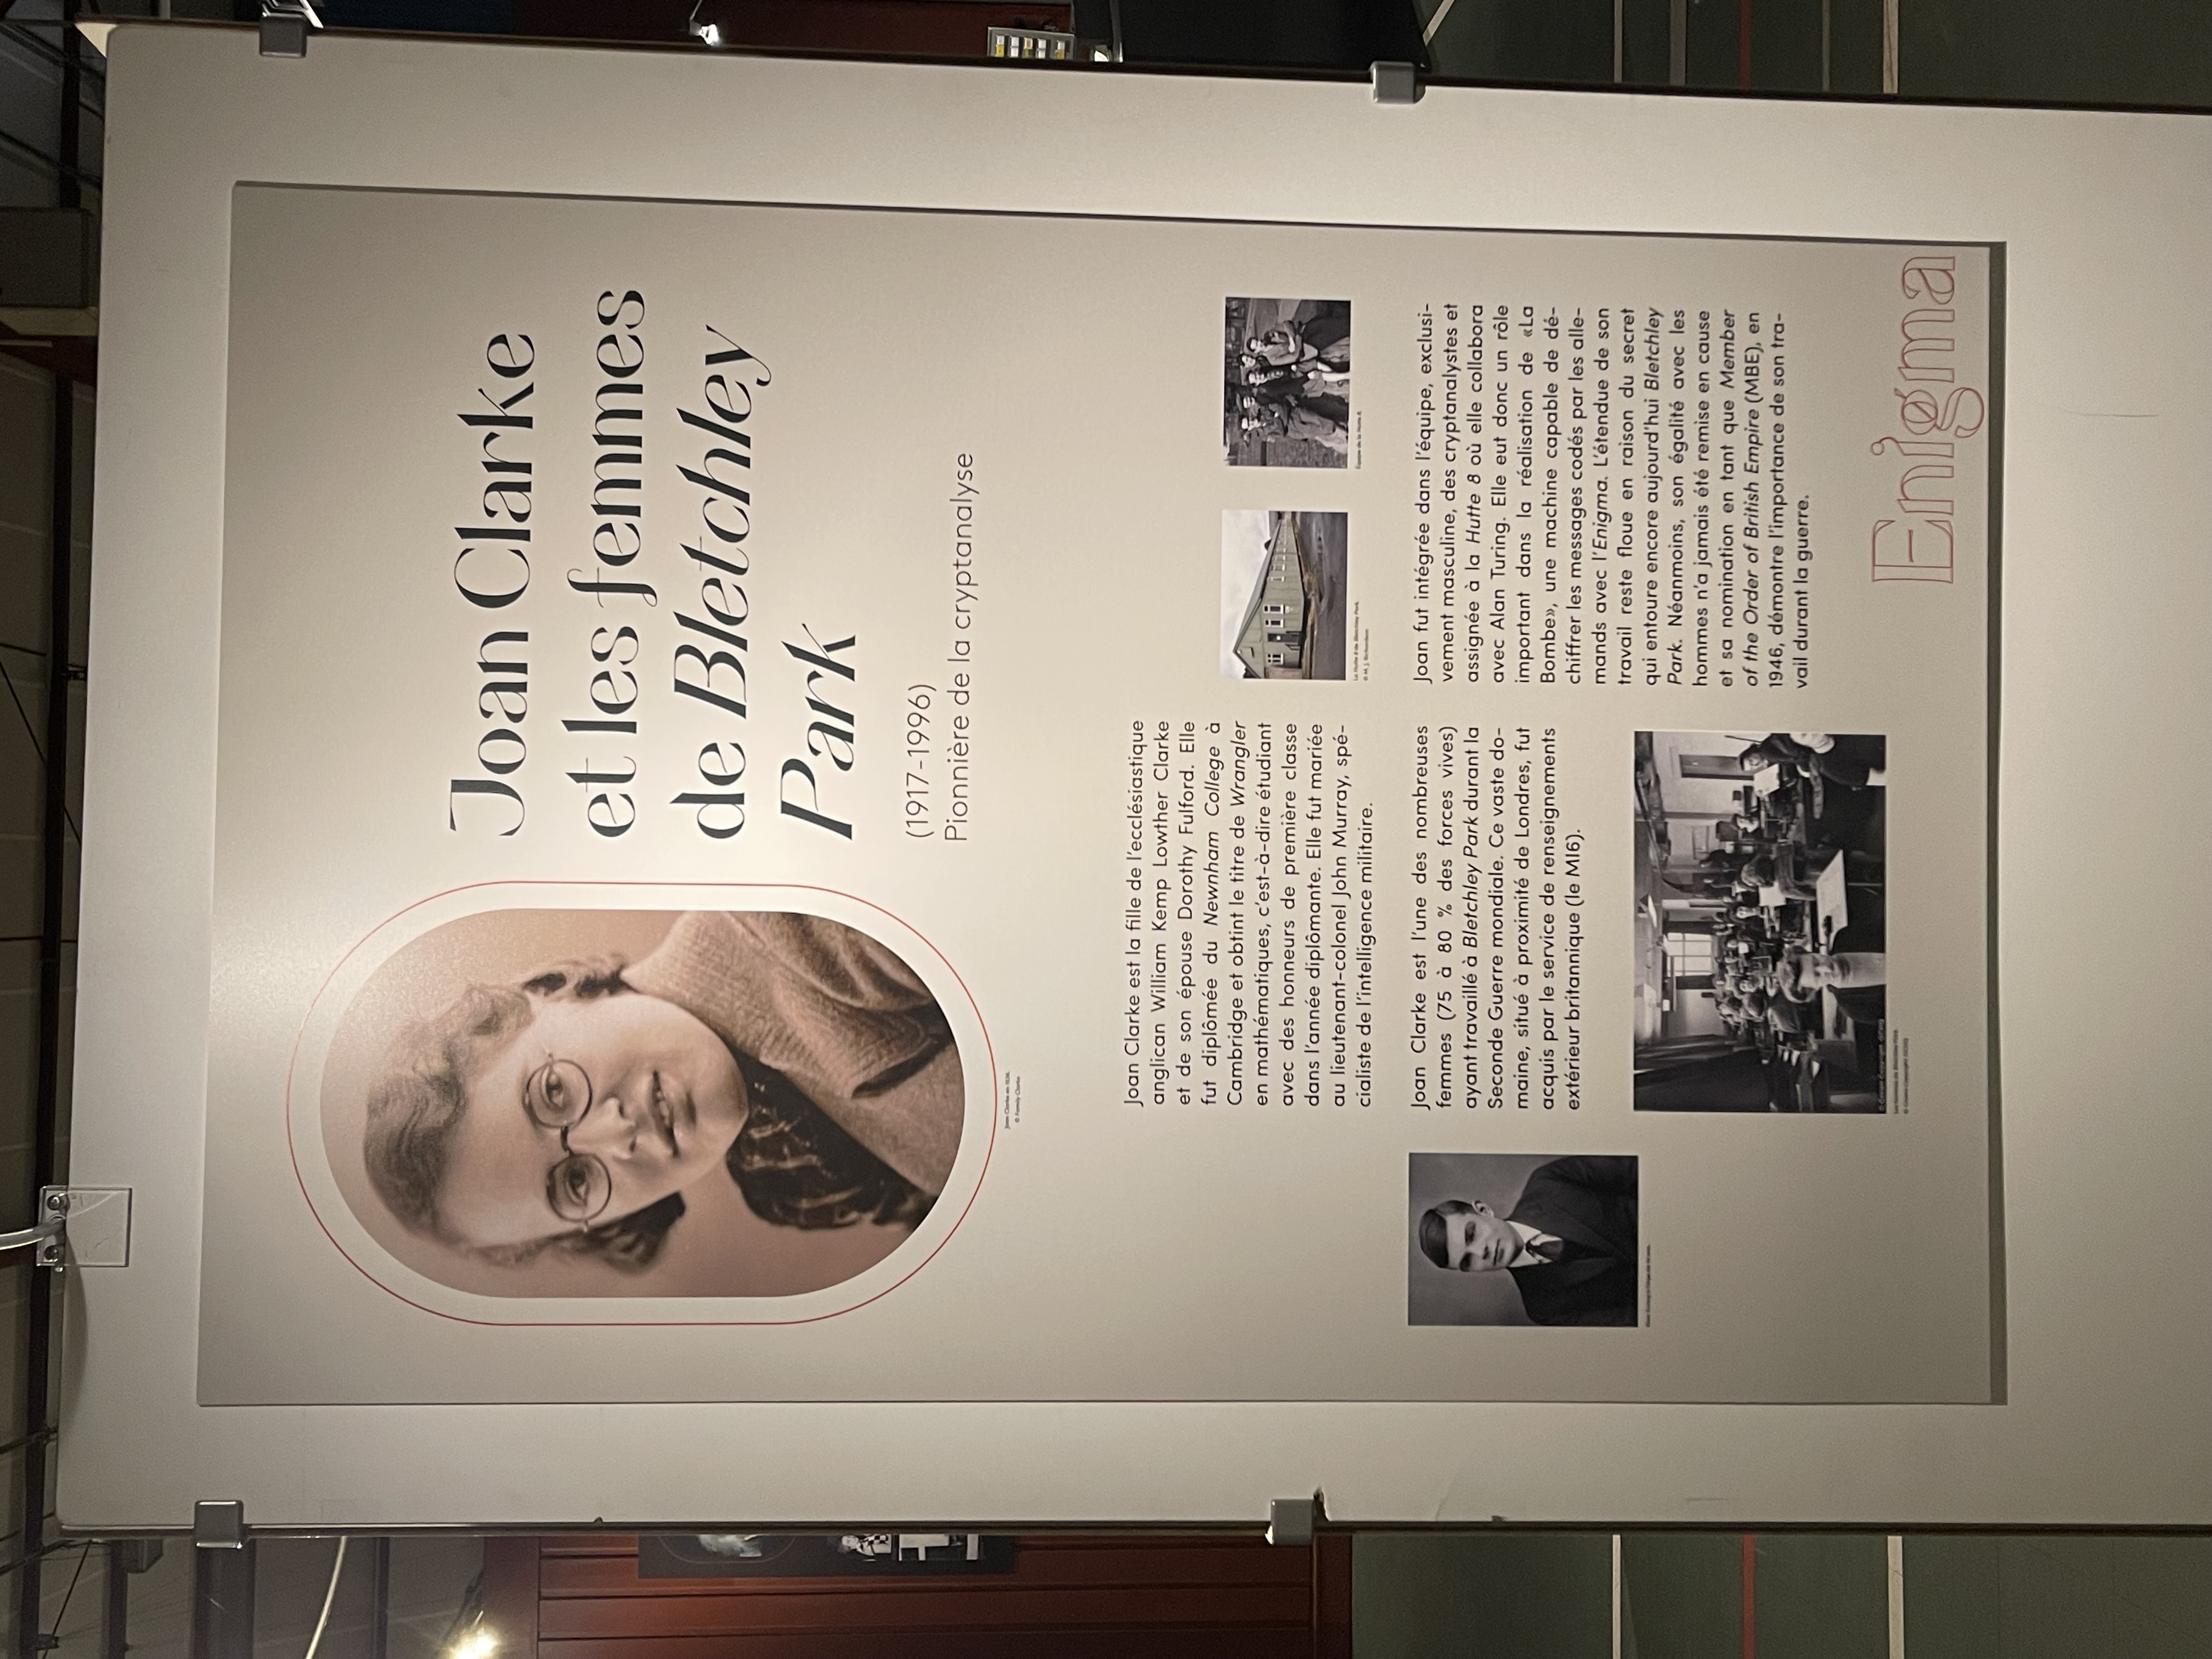 Joan Clarke
et les femmes
de Bletchley
Park
(1917-1996)
Pionnière de la cryptanalyse
Joan Clarke en 1936.
© Family Clarke
Joan Clarke est la fille de l'ecclésiastique
anglican William Kemp Lowther Clarke
et de son épouse Dorothy Fulford. Elle
fut diplômée du Newnham College à
Cambridge et obtint le titre de Wrangler
en mathématiques, c'est-à-dire étudiant
avec des honneurs de première classe
dans l'année diplômante. Elle fut mariée
au lieutenant-colonel John Murray, spé-
cialiste de l'intelligence militaire.
Joan Clarke est l'une des nombreuses
femmes (75 à 80 % des forces vives)
ayant travaillé à Bletchley Park durant la
Seconde Guerre mondiale. Ce vaste do-
maine, situé à proximité de Londres, fut
acquis par le service de renseignements
extérieur britannique (le MI6).
Alan Turing à l'âge de 16 ans.
© Crown Copyright. GCHQ
Les femmes de Bletchley Park.
© Crown Copyright GCHQ
La Hutte 8 de Bletchley Park.
© M. J. Richardson
Équipe de la Hutte 8.
Joan fut intégrée dans l'équipe, exclusi-
vement masculine, des cryptanalystes et
assignée à la Hutte 8 où elle collabora
avec Alan Turing. Elle eut donc un rôle
important dans la réalisation de «La
Bombe», une machine capable de dé-
chiffrer les messages codés par les alle-
mands avec l'Enigma. L'étendue de son
travail reste floue en raison du secret
qui entoure encore aujourd'hui Bletchley
Park. Néanmoins, son égalité avec les
hommes n'a jamais été remise en cause
et sa nomination en tant que Member
of the Order of British Empire (MBE), en
1946, démontre l'importance de son tra-
vail durant la guerre.
Enigma